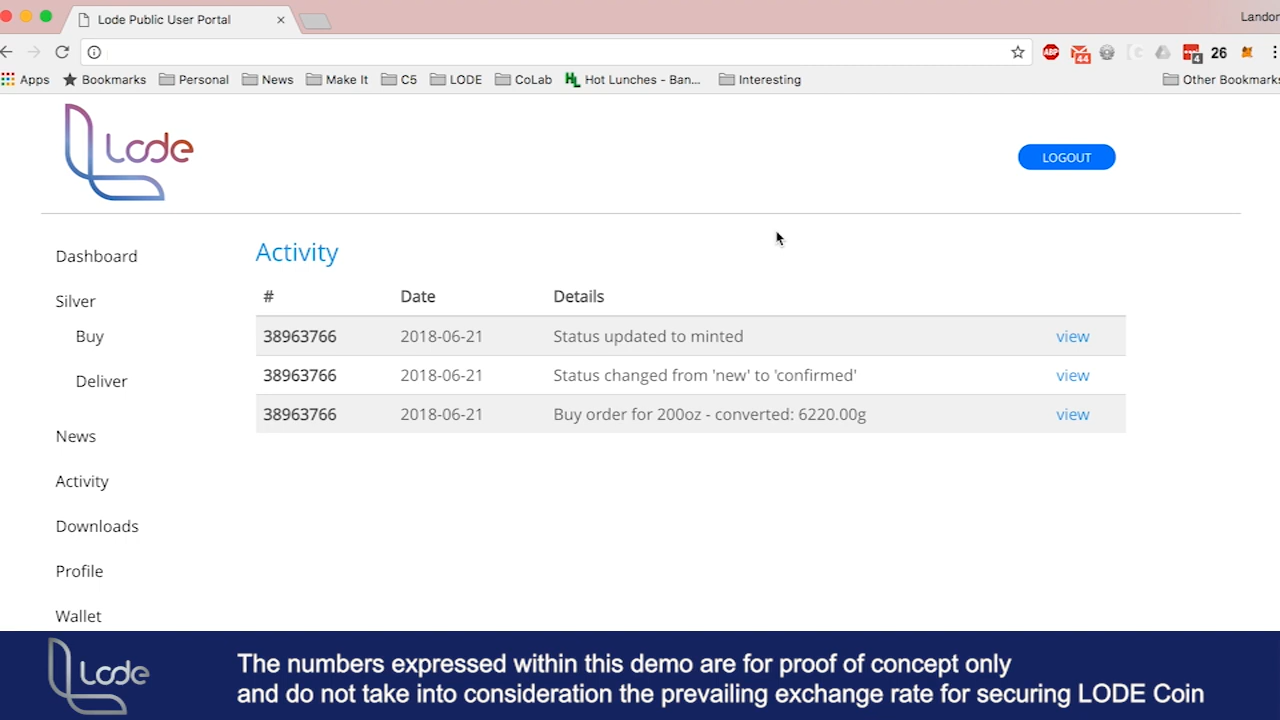 Lode Public User Portal
Apps Bookmarks Personal News Make It C5 LODE CoLab Hot Lunches - Ban... Interesting Other Bookmarks
ABP 44 4 26
Lode
LOGOUT
Dashboard
Silver
Buy
Deliver
News
Activity
Downloads
Profile
Wallet
Activity
# Date Details
38963766 2018-06-21 Status updated to minted view
38963766 2018-06-21 Status changed from 'new' to 'confirmed' view
38963766 2018-06-21 Buy order for 200oz - converted: 6220.00g view
Lode
The numbers expressed within this demo are for proof of concept only
and do not take into consideration the prevailing exchange rate for securing LODE Coin